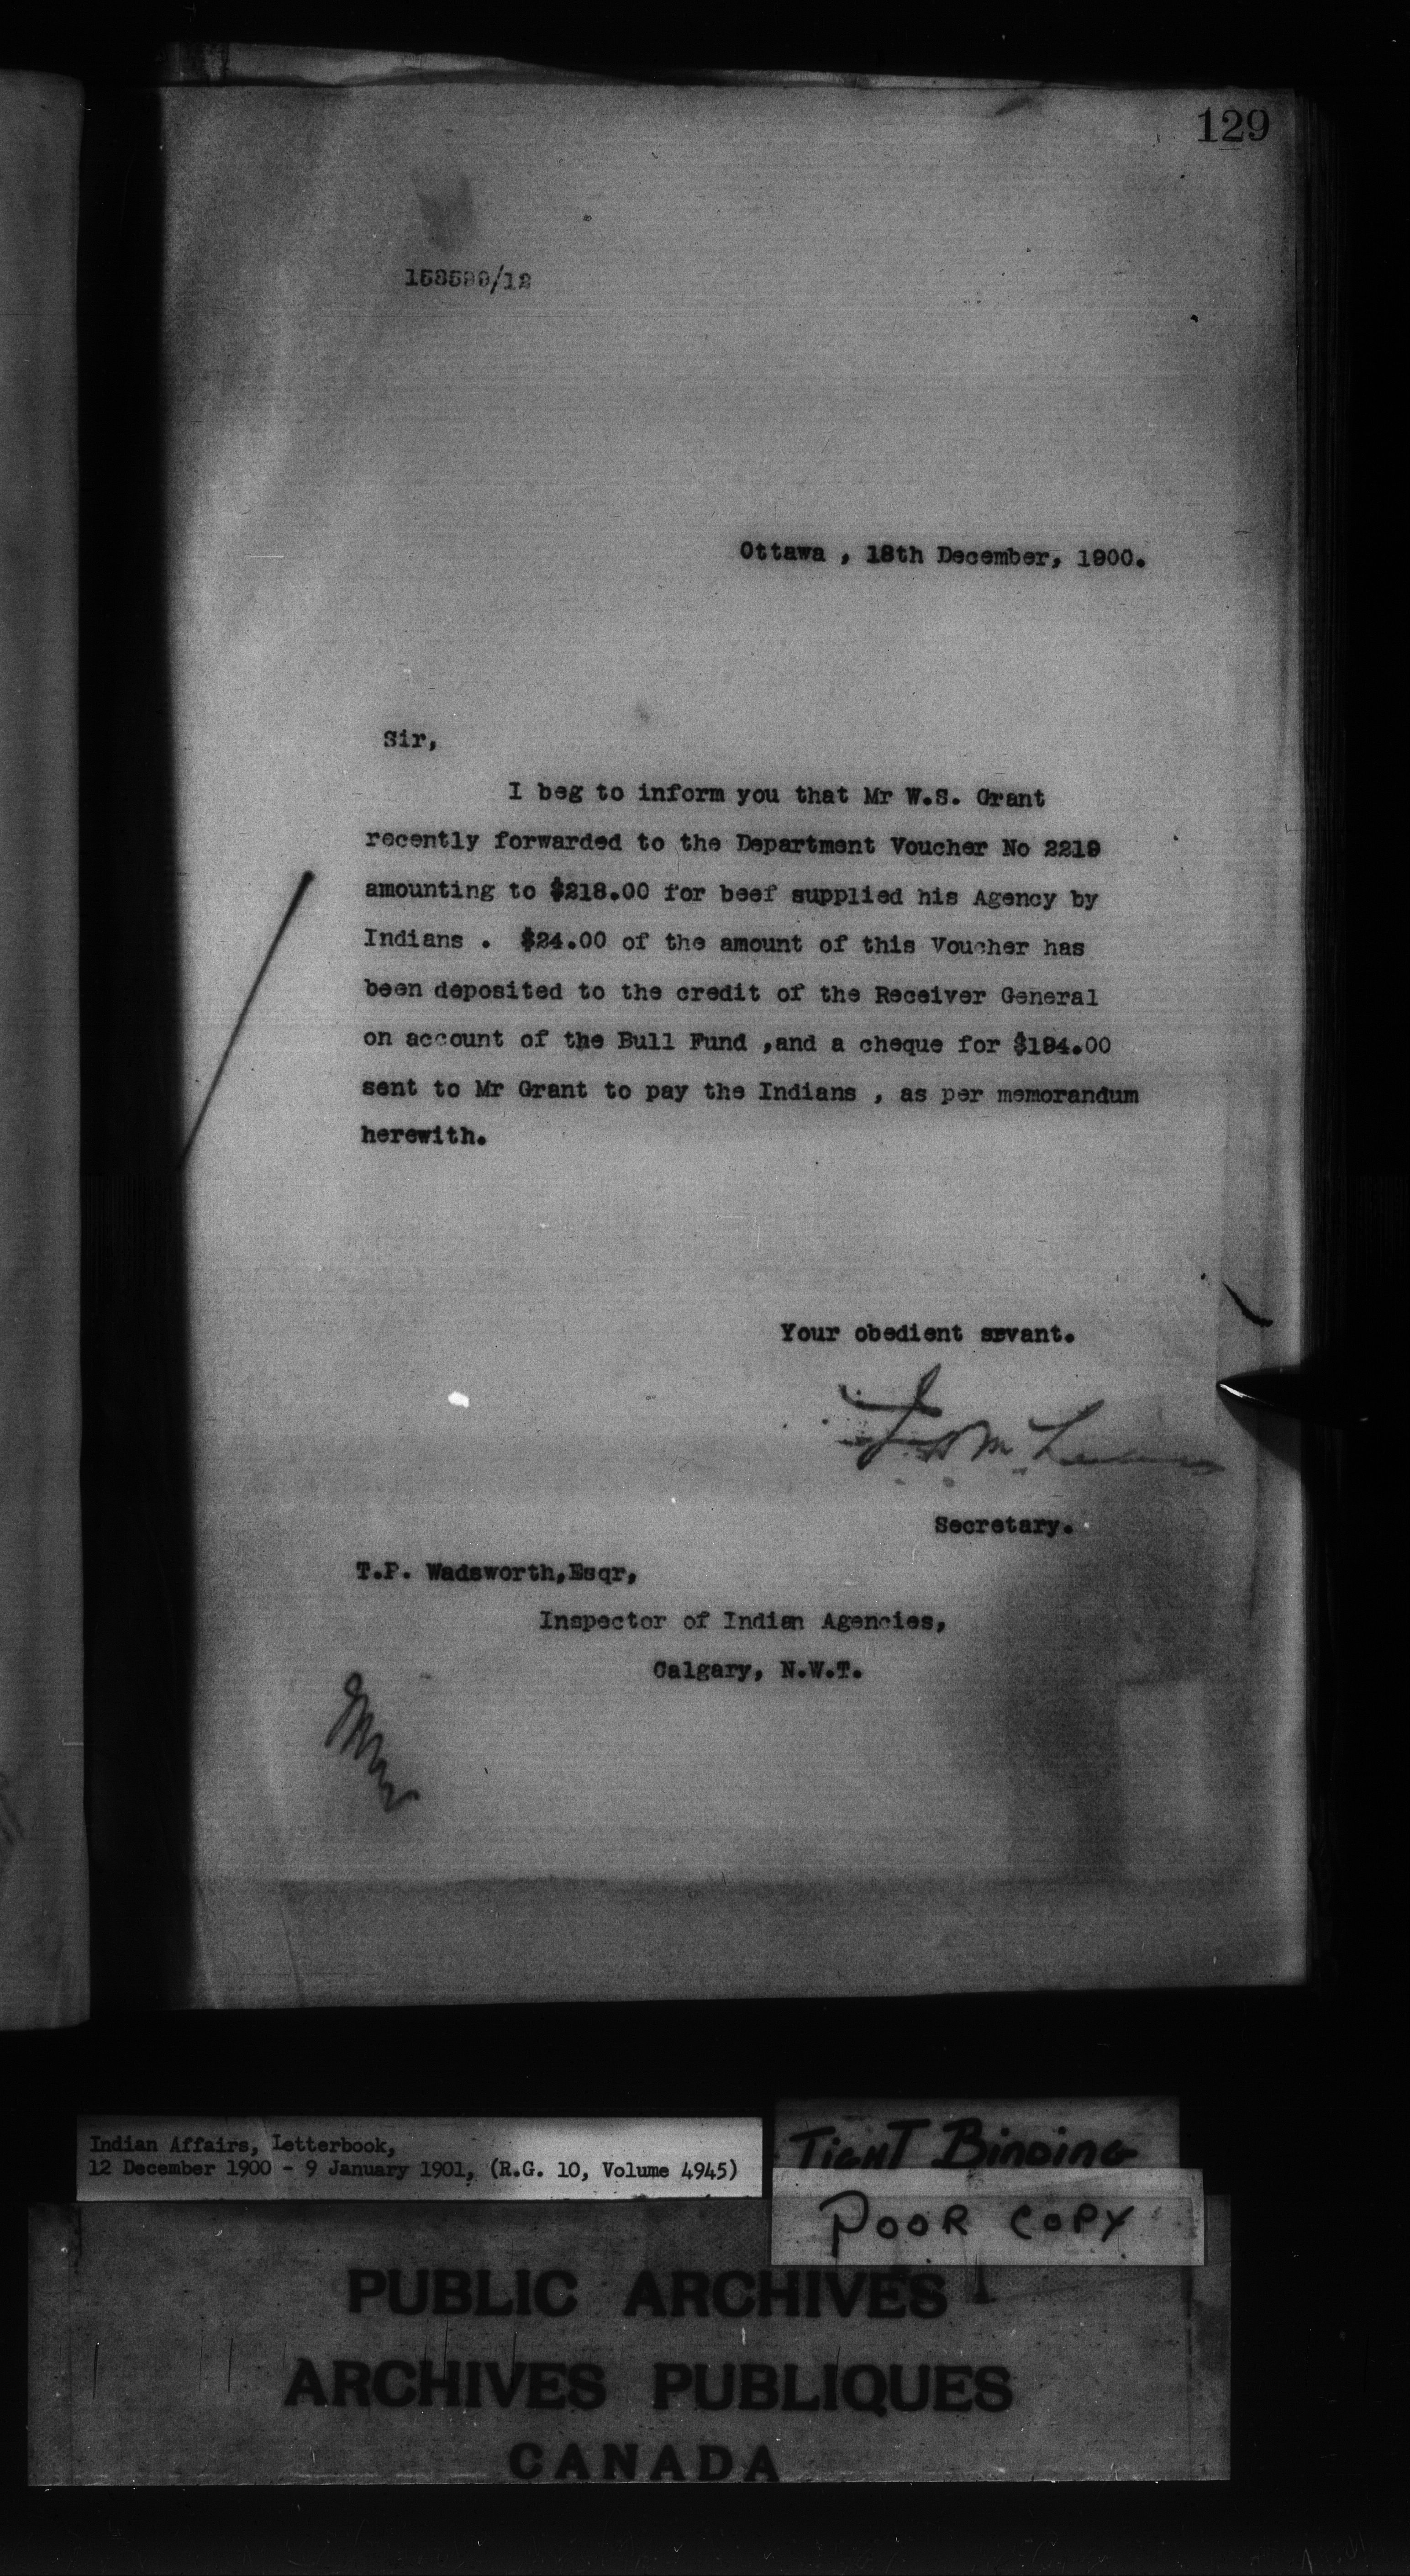 129
Ottawa , 18th December, 1900.
Sir,
I beg to inform you that Mr W.S. Grant
recently forwarded to the Department Voucher No 2219
amounting to $218.00 for beef supplied his Agency by
Indians . $24.00 of the amount of this Voucher has
been deposited to the credit of the Receiver General
on account of the Bull Fund ,and a cheque for $194.00
sent to Mr Grant to pay the Indians , as per memorandum
herewith.
Your obedient srvant.
Secretary.
T.P. Wadsworth,Esqr,
Inspector of Indian Agencies,
Calgary, N.W.T.
Indian Affairs, Letterbook,
12 December 1900 - 9 January 1901, (R.G. 10, Volume 4945)
TIGHT BINDING
POOR COPY
PUBLIC ARCHIVES
ARCHIVES PUBLIQUES
CANADA